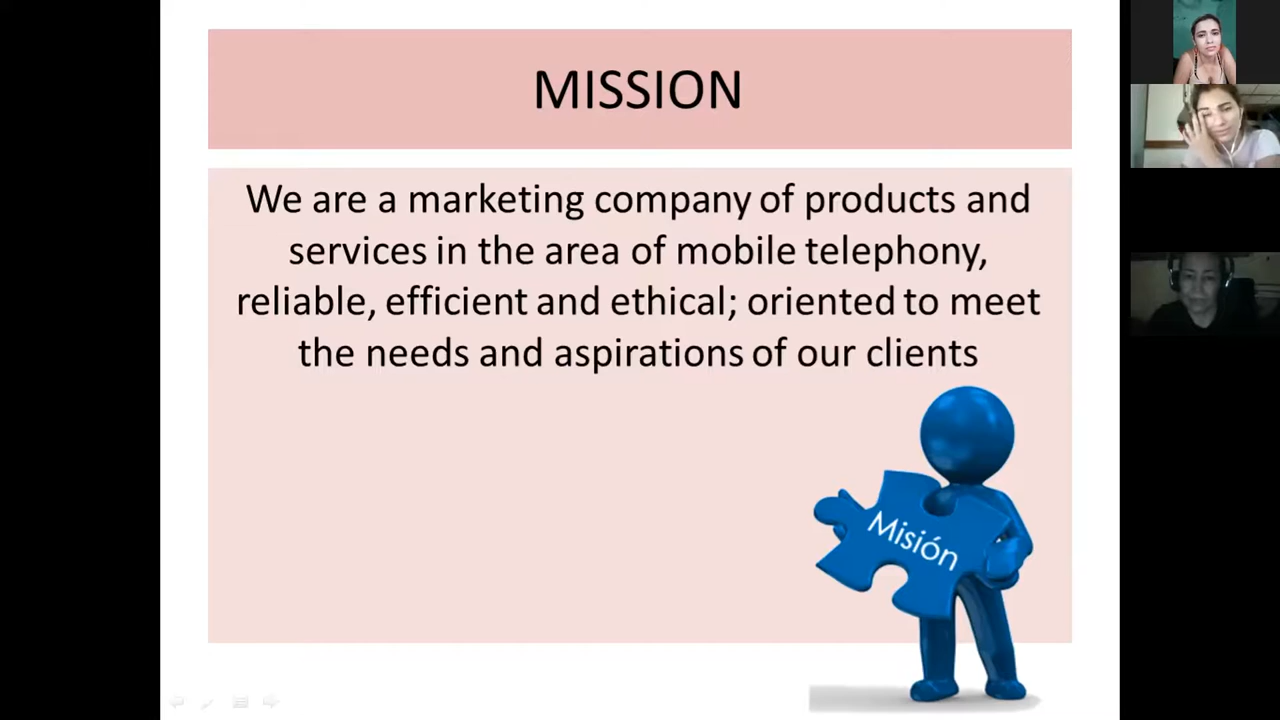 MISSION
We are a marketing company of products and
services in the area of mobile telephony,
reliable, efficient and ethical; oriented to meet
the needs and aspirations of our clients
Misión